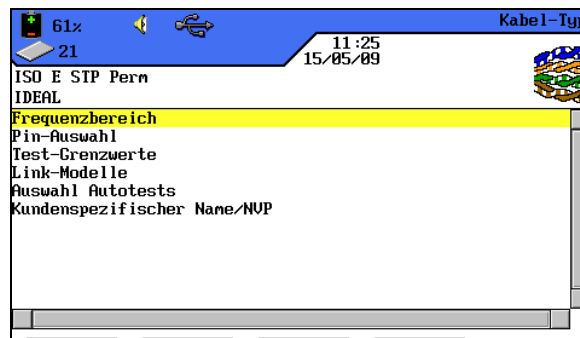 61%
Kabel-Typ
21
11:25
15/05/09
ISO E STP Perm
IDEAL
Frequenzbereich
Pin-Auswahl
Test-Grenzwerte
Link-Modelle
Auswahl Autotests
Kundenspezifischer Name/NVP